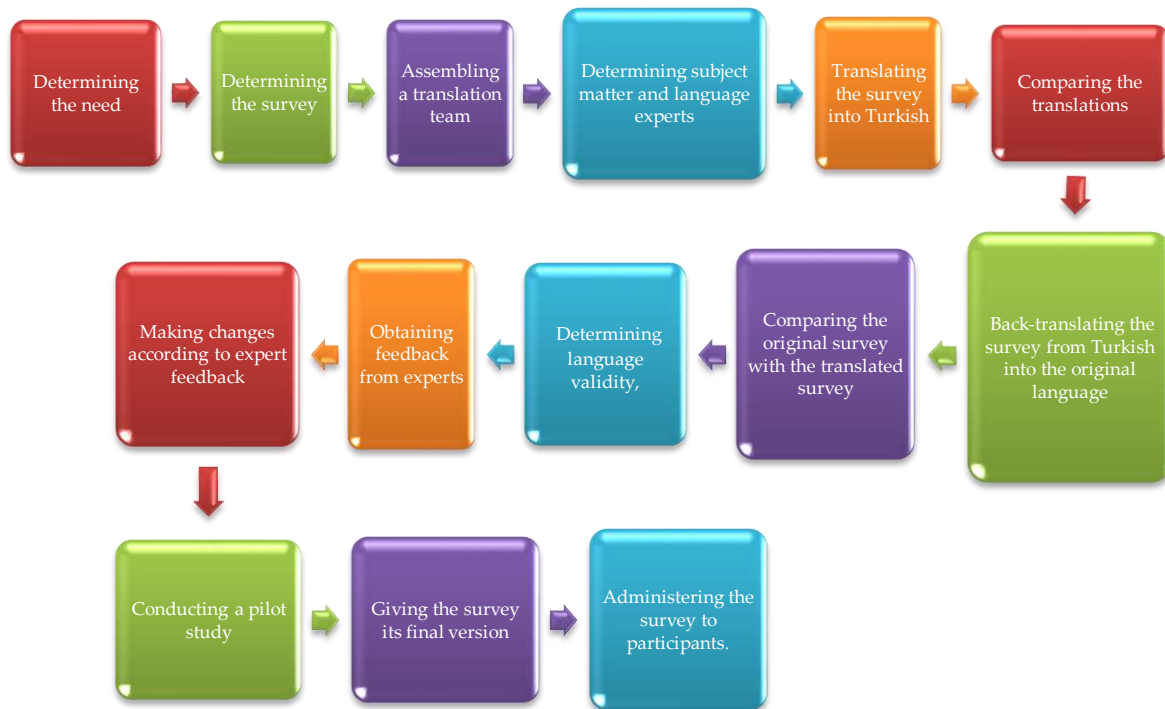 Determining
the need
Determining
the survey
Assembling
a translation
team
Determining subject
matter and language
experts
Translating
the survey
into Turkish
Comparing the
translations
Back-translating the
survey from Turkish
into the original
language
Comparing the
original survey
with the translated
survey
Determining
language
validity,
Obtaining
feedback
from experts
Making changes
according to expert
feedback
Conducting a pilot
study
Giving the survey
its final version
Administering the
survey to
participants.